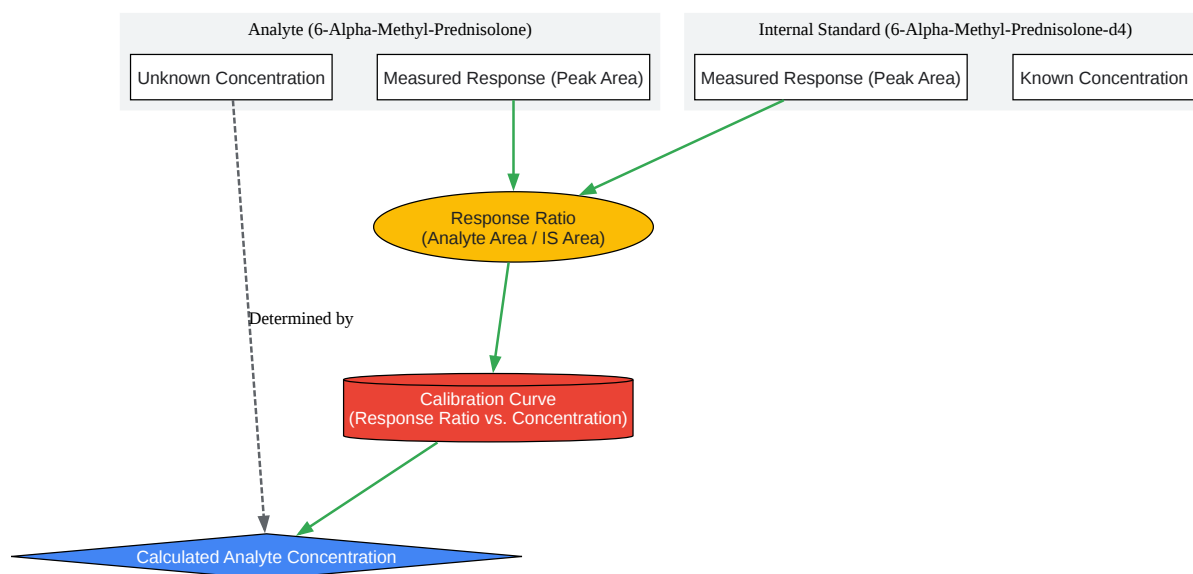 Analyte (6-Alpha-Methyl-Prednisolone)
Internal Standard (6-Alpha-Methyl-Prednisolone-d4)
Unknown Concentration
Measured Response (Peak Area)
Measured Response (Peak Area)
Known Concentration
Response Ratio
(Analyte Area / IS Area)
Determined by
Calibration Curve
(Response Ratio vs. Concentration)
Calculated Analyte Concentration